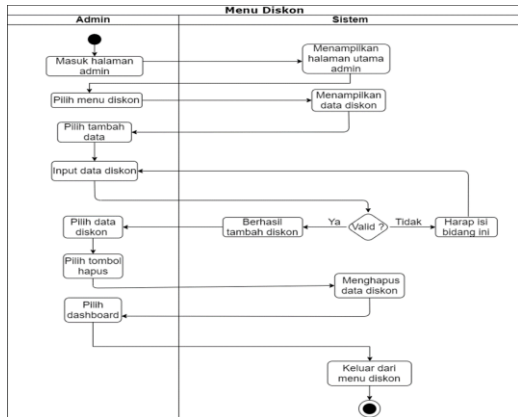 Menu Diskon
Admin
Sistem
Masuk halaman
admin
Menampilkan
halaman utama
admin
Pilih menu diskon
Menampilkan
data diskon
Pilih tambah
data
Input data diskon
Pilih data
diskon
Berhasil
tambah diskon
Ya
Valid ?
Tidak
Harap isi
bidang ini
Pilih tombol
hapus
Menghapus
data diskon
Pilih
dashboard
Keluar dari
menu diskon